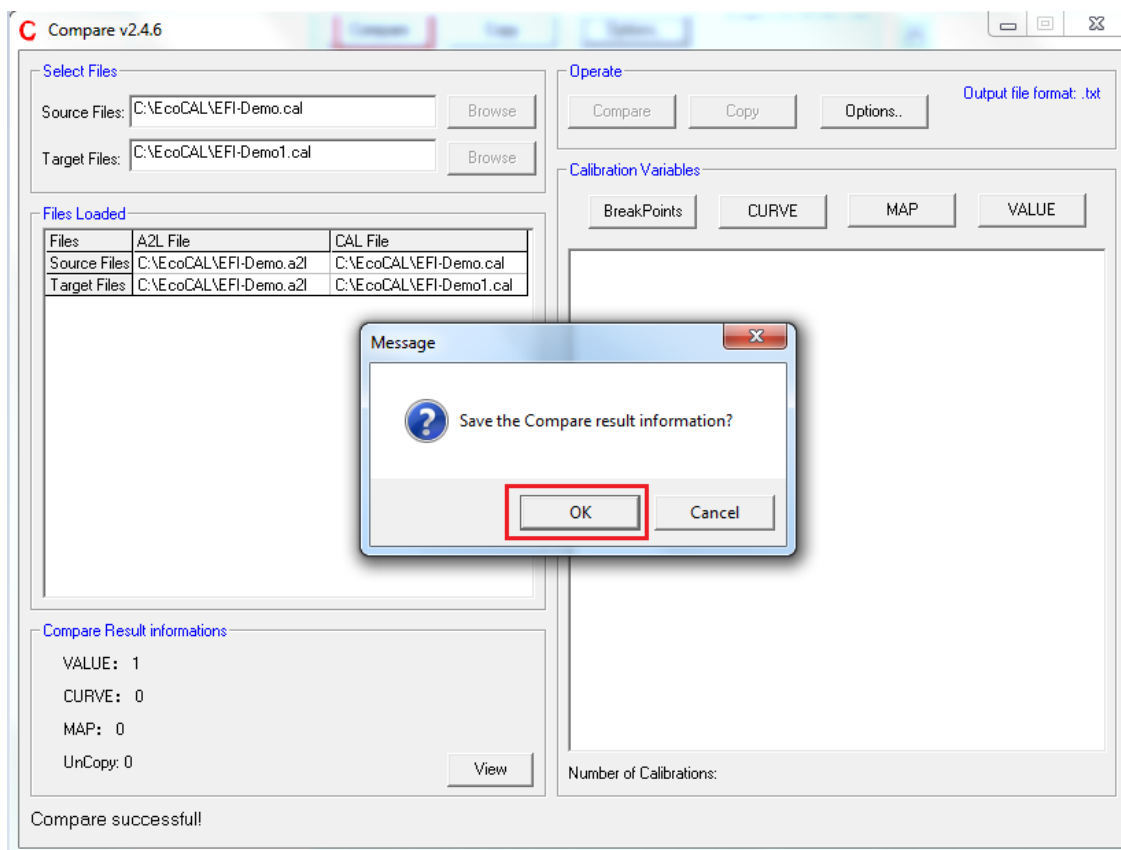 C Compare v2.4.6
Select Files
Source Files: C:\EcoCAL\EFI-Demo.cal Browse
Target Files: C:\EcoCAL\EFI-Demo1.cal Browse
Operate
Compare Copy Options..
Output file format: .txt
Files Loaded
Files A2L File CAL File
Source Files C:\EcoCAL\EFI-Demo.a2l C:\EcoCAL\EFI-Demo.cal
Target Files C:\EcoCAL\EFI-Demo.a2l C:\EcoCAL\EFI-Demo1.cal
Calibration Variables
BreakPoints CURVE MAP VALUE
Message
Save the Compare result information?
OK Cancel
Compare Result informations
VALUE: 1
CURVE: 0
MAP: 0
UnCopy: 0
View
Number of Calibrations:
Compare successful!